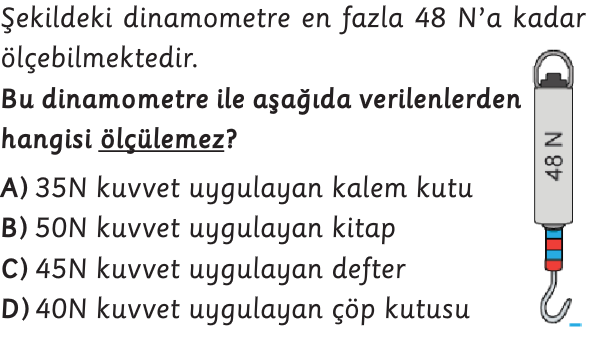 Şekildeki dinamometre en fazla 48 N’a kadar
ölçebilmektedir.
Bu dinamometre ile aşağıda verilenlerden
hangisi ölçülemez?
A) 35N kuvvet uygulayan kalem kutu
B) 50N kuvvet uygulayan kitap
C) 45N kuvvet uygulayan defter
D) 40N kuvvet uygulayan çöp kutusu
48 N